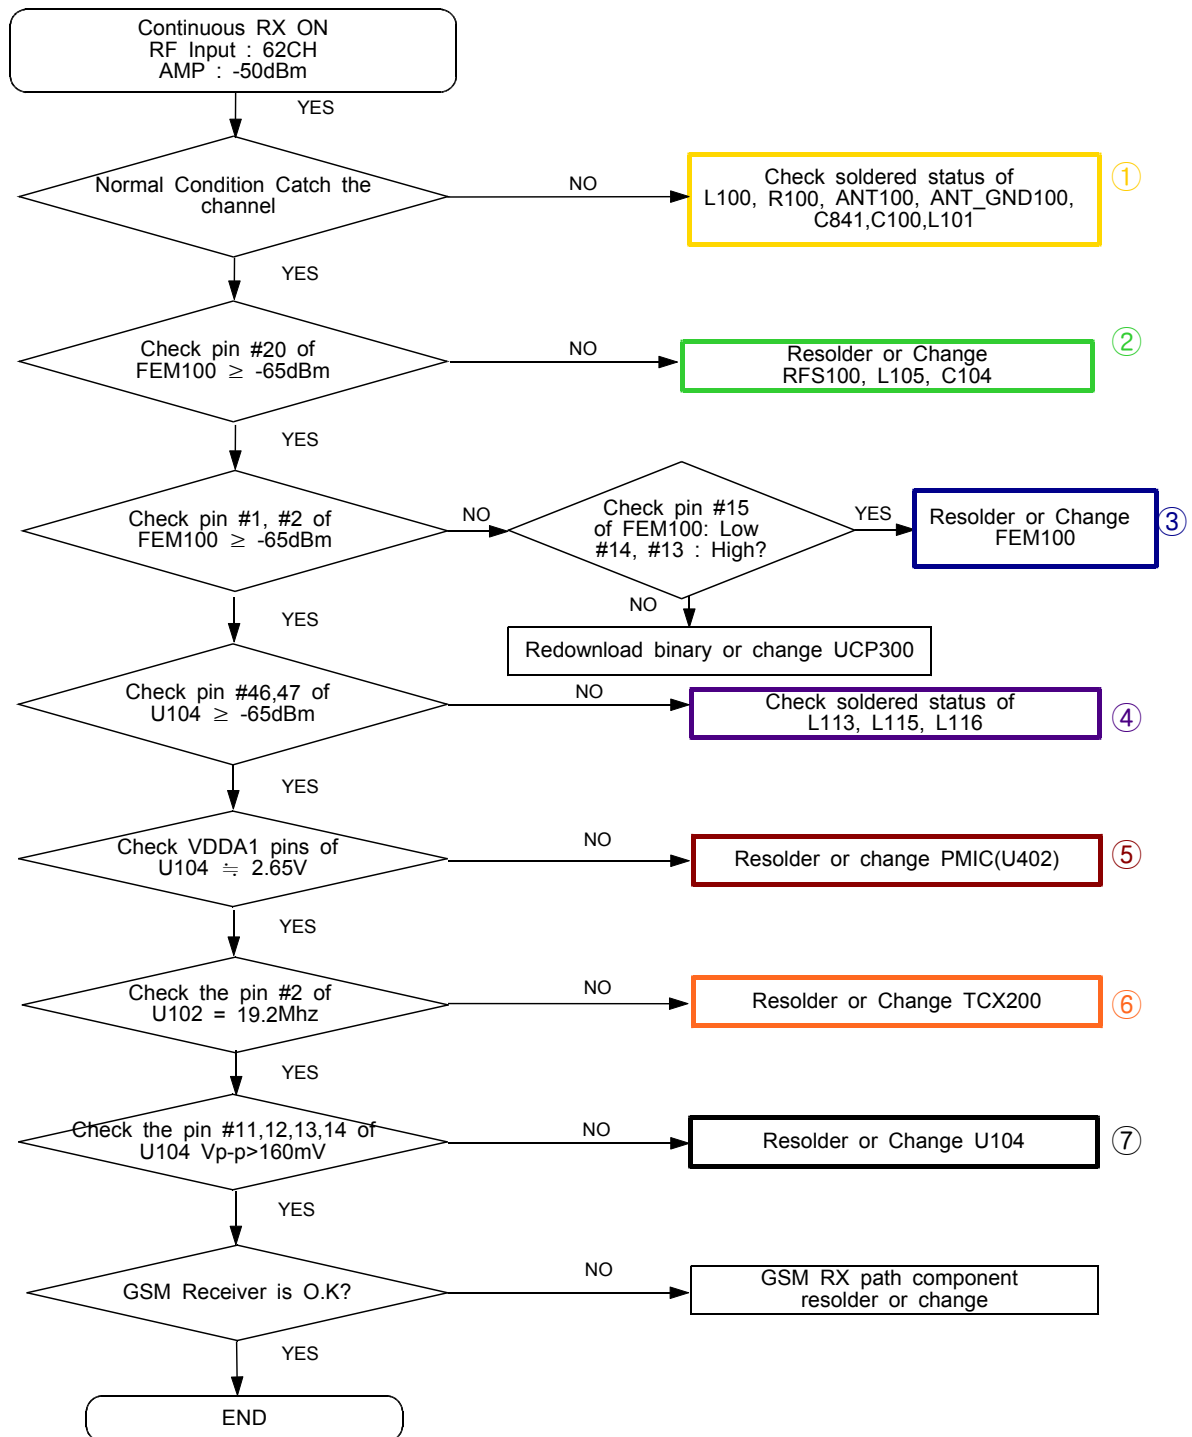 Continuous RX ON
RF Input : 62CH
AMP : -50dBm
YES
Normal Condition Catch the
channel
NO
Check soldered status of
L100, R100, ANT100, ANT_GND100,
C841,C100,L101
①
YES
Check pin #20 of
FEM100 ≥ -65dBm
NO
Resolder or Change
RFS100, L105, C104
②
YES
Check pin #1, #2 of
FEM100 ≥ -65dBm
NO
Check pin #15
of FEM100: Low
#14, #13 : High?
YES
Resolder or Change
FEM100
③
NO
Redownload binary or change UCP300
YES
Check pin #46,47 of
U104 ≥ -65dBm
NO
Check soldered status of
L113, L115, L116
④
YES
Check VDDA1 pins of
U104 ≒ 2.65V
NO
Resolder or change PMIC(U402)
⑤
YES
Check the pin #2 of
U102 = 19.2Mhz
NO
Resolder or Change TCX200
⑥
YES
Check the pin #11,12,13,14 of
U104 Vp-p>160mV
NO
Resolder or Change U104
⑦
YES
GSM Receiver is O.K?
NO
GSM RX path component
resolder or change
YES
END